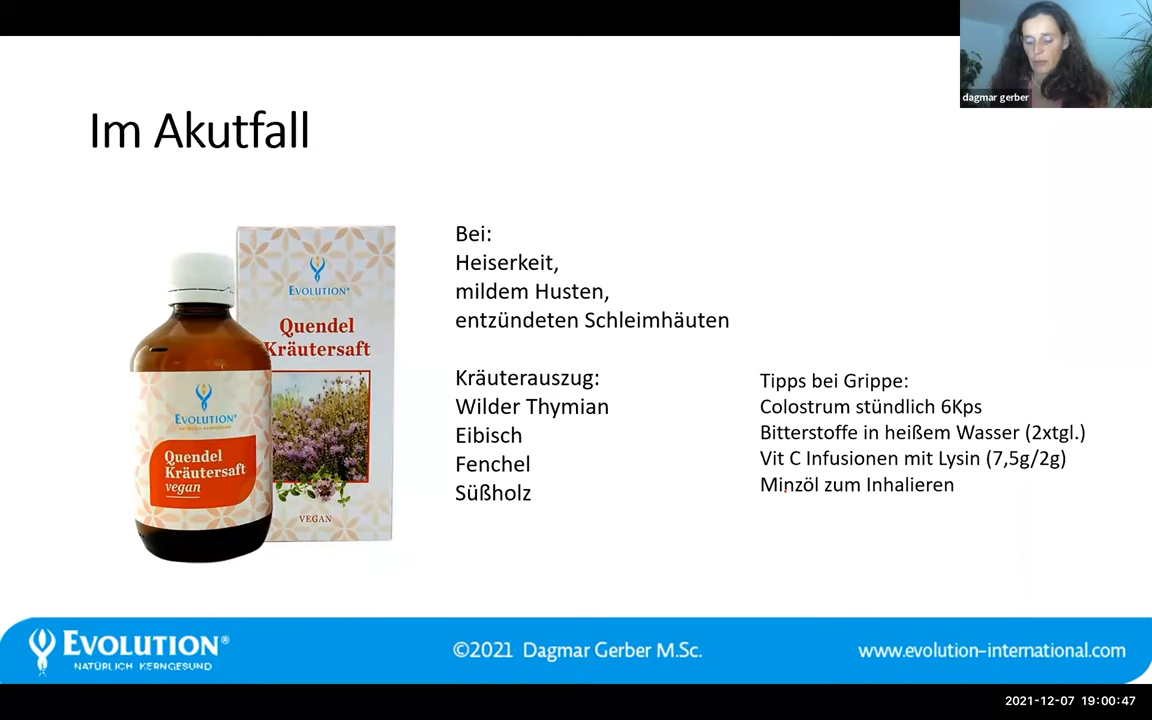 dagmar gerber
Im Akutfall
Bei:
Heiserkeit,
mildem Husten,
entzündeten Schleimhäuten
Kräuterauszug:
Wilder Thymian
Eibisch
Fenchel
Süßholz
Tipps bei Grippe:
Colostrum stündlich 6Kps
Bitterstoffe in heißem Wasser (2xtgl.)
Vit C Infusionen mit Lysin (7,5g/2g)
Minzöl zum Inhalieren
EVOLUTION®
Quendel
Kräutersaft
VEGAN
EVOLUTION®
Quendel
Kräutersaft
vegan
EVOLUTION®
NATÜRLICH KERNGESUND
©2021 Dagmar Gerber M.Sc.
www.evolution-international.com
2021-12-07 19:00:47